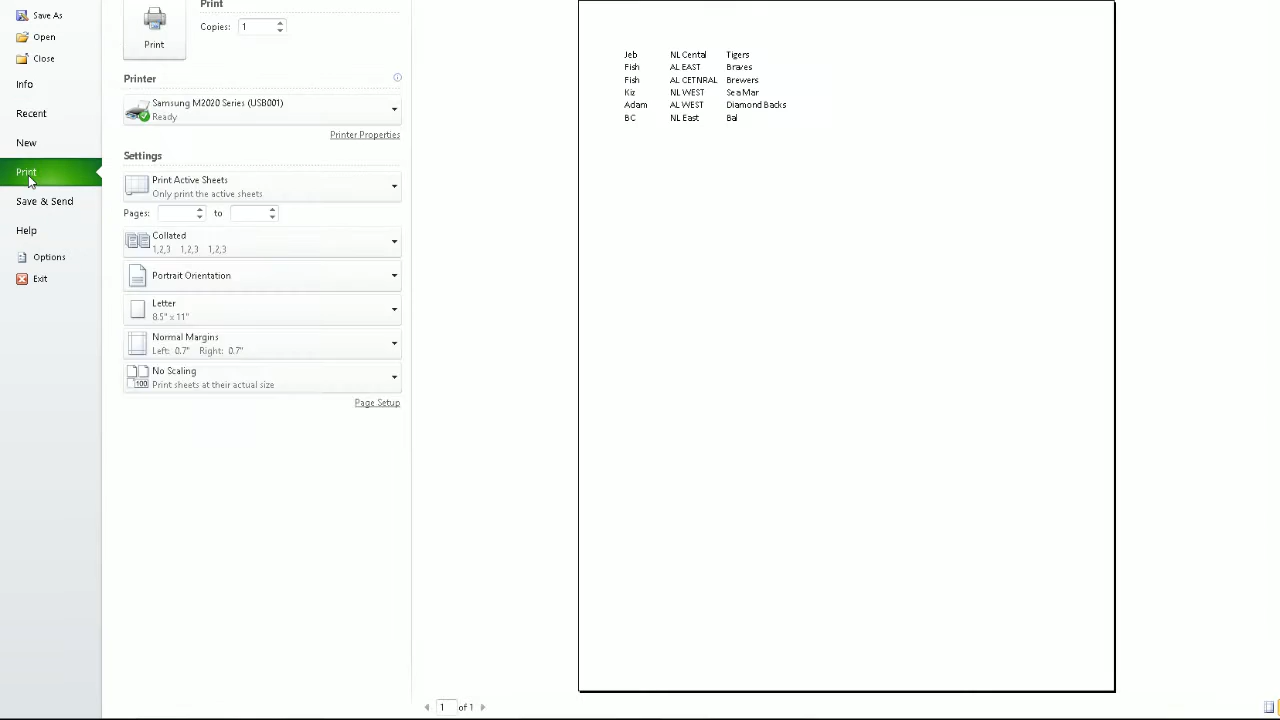 Save As
Open
Close
Info
Recent
New
Print
Save & Send
Help
Options
Exit
Print
Print
Copies: 1
Printer
Samsung M2020 Series (USB001)
Ready
Printer Properties
Settings
Print Active Sheets
Only print the active sheets
Pages: to
Collated
1,2,3 1,2,3 1,2,3
Portrait Orientation
Letter
8.5" x 11"
Normal Margins
Left: 0.7" Right: 0.7"
No Scaling
100
Print sheets at their actual size
Page Setup
Jeb NL Cental Tigers
Fish AL EAST Braves
Fish AL CETNRAL Brewers
Kiz NL WEST Sea Mar
Adam AL WEST Diamond Backs
BC NL East Bal
1 of 1